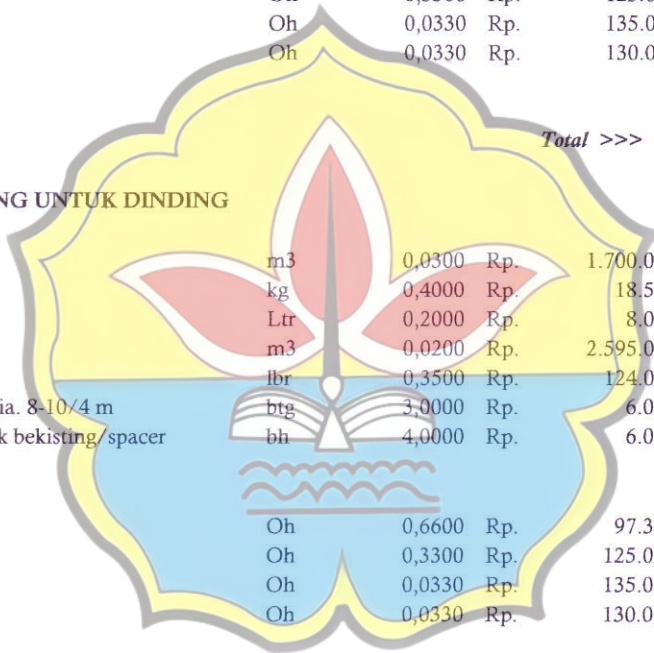 Oh 0,0330 Rp. 135.0
Oh 0,0330 Rp. 130.0
Total >>>
NG UNTUK DINDING
m3 0,0300 Rp. 1.700.0
kg 0,4000 Rp. 18.5
Ltr 0,2000 Rp. 8.0
m3 0,0200 Rp. 2.595.0
lbr 0,3500 Rp. 124.0
ia. 8-10/4 m btg 3,0000 Rp. 6.0
k bekisting/spacer bh 4,0000 Rp. 6.0
Oh 0,6600 Rp. 97.3
Oh 0,3300 Rp. 125.0
Oh 0,0330 Rp. 135.0
Oh 0,0330 Rp. 130.0